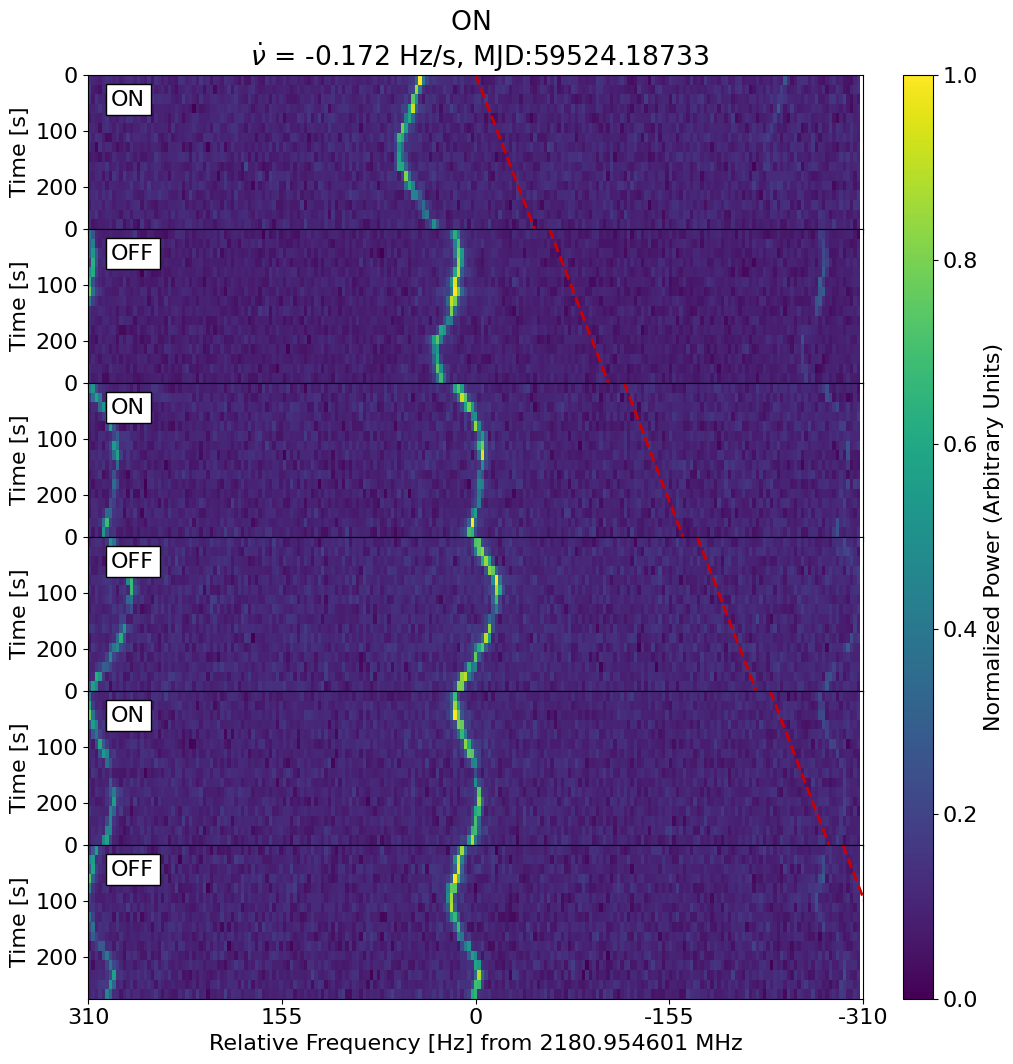 ON
ν̇ = -0.172 Hz/s, MJD:59524.18733
0
ON
100
Time [s]
200
0
OFF
100
Time [s]
200
0
ON
100
Time [s]
200
0
OFF
100
Time [s]
200
0
ON
100
Time [s]
200
0
OFF
100
Time [s]
200
310 155 0 -155 -310
Relative Frequency [Hz] from 2180.954601 MHz
1.0
0.8
0.6
0.4
0.2
0.0
Normalized Power (Arbitrary Units)